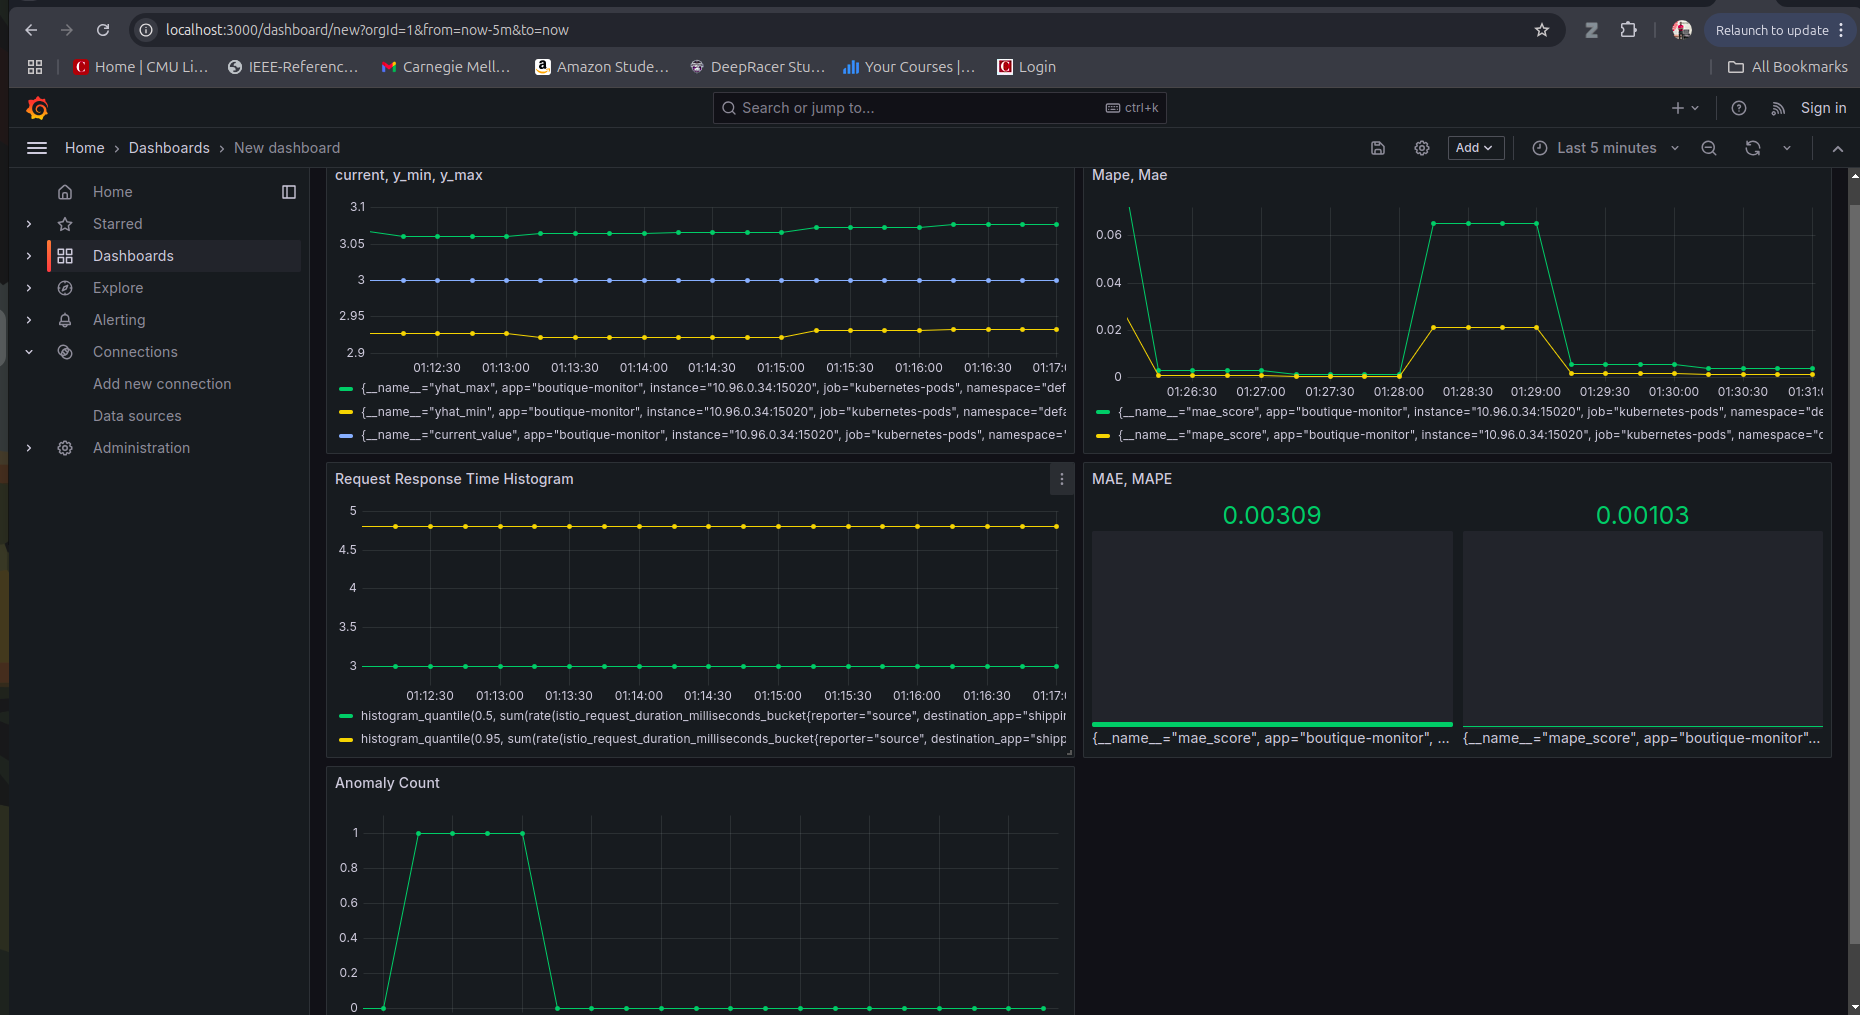 localhost:3000/dashboard/new?orgId=1&from=now-5m&to=now
Relaunch to update
Home | CMU Li...
IEEE-Referenc...
Carnegie Mell...
Amazon Stude...
DeepRacer Stu...
Your Courses |...
Login
All Bookmarks
Search or jump to...
ctrl+k
Sign in
Home › Dashboards › New dashboard
Add
Last 5 minutes
Home
Starred
Dashboards
Explore
Alerting
Connections
Add new connection
Data sources
Administration
current, y_min, y_max
3.1
3.05
3
2.95
2.9
01:12:30 01:13:00 01:13:30 01:14:00 01:14:30 01:15:00 01:15:30 01:16:00 01:16:30 01:17:
{__name__="yhat_max", app="boutique-monitor", instance="10.96.0.34:15020", job="kubernetes-pods", namespace="def
{__name__="yhat_min", app="boutique-monitor", instance="10.96.0.34:15020", job="kubernetes-pods", namespace="defa
{__name__="current_value", app="boutique-monitor", instance="10.96.0.34:15020", job="kubernetes-pods", namespace="
Mape, Mae
0.06
0.04
0.02
0
01:26:30 01:27:00 01:27:30 01:28:00 01:28:30 01:29:00 01:29:30 01:30:00 01:30:30 01:31:
{__name__="mae_score", app="boutique-monitor", instance="10.96.0.34:15020", job="kubernetes-pods", namespace="de
{__name__="mape_score", app="boutique-monitor", instance="10.96.0.34:15020", job="kubernetes-pods", namespace="d
Request Response Time Histogram
5
4.5
4
3.5
3
01:12:30 01:13:00 01:13:30 01:14:00 01:14:30 01:15:00 01:15:30 01:16:00 01:16:30 01:17:
histogram_quantile(0.5, sum(rate(istio_request_duration_milliseconds_bucket{reporter="source", destination_app="shippin
histogram_quantile(0.95, sum(rate(istio_request_duration_milliseconds_bucket{reporter="source", destination_app="shipp
MAE, MAPE
0.00309
0.00103
{__name__="mae_score", app="boutique-monitor", ...
{__name__="mape_score", app="boutique-monitor"...
Anomaly Count
1
0.8
0.6
0.4
0.2
0